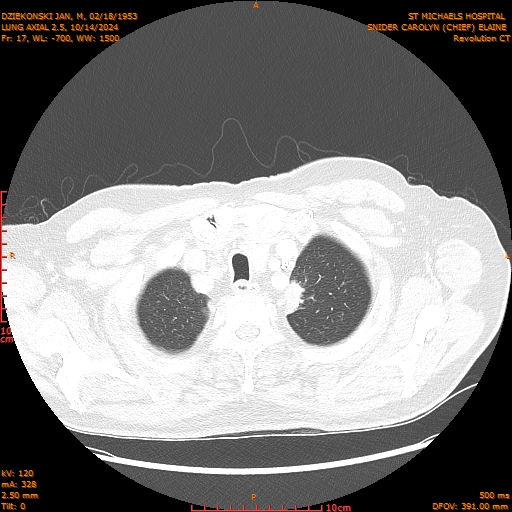 A
DZIEKONSKI JAN, M, 02/18/1953
LUNG AXIAL 2.5, 10/14/2024
Fr: 17, WL: -700, WW: 1500
ST MICHAELS HOSPITAL
SNIDER CAROLYN (CHIEF) ELAINE
Revolution CT
R
10
cm
kV: 120
mA: 328
2.50 mm
Tilt: 0
P
10cm
500 ms
DFOV: 391.00 mm